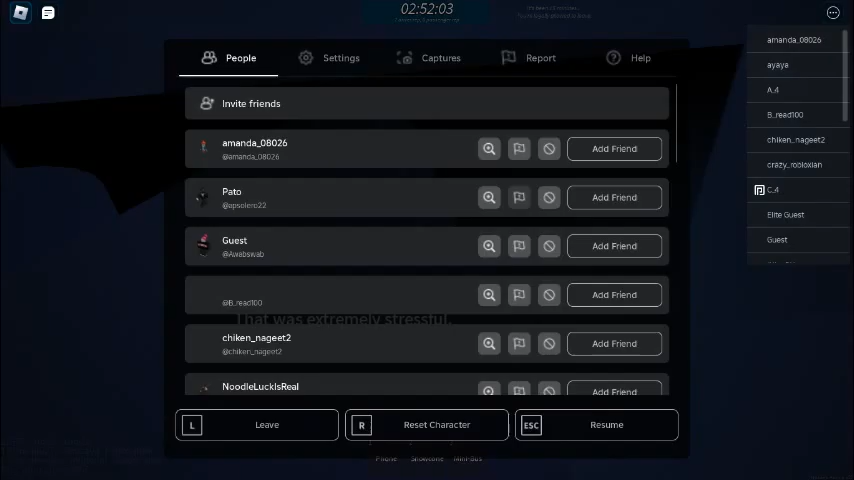 02:52:03
People
Settings
Captures
Report
Help
Invite friends
amanda_08026
@amanda_08026
Add Friend
Pato
@opsolero22
Add Friend
Guest
@Awabswab
Add Friend
@B_read100
Add Friend
That was extremely stressful.
chiken_nageet2
@chiken_nageet2
Add Friend
NoodleLuckIsReal
Add Friend
L
Leave
R
Reset Character
ESC
Resume
amanda_08026
ayaya
A_4
B_read100
chiken_nageet2
crazy_robloxian
C_4
Elite Guest
Guest